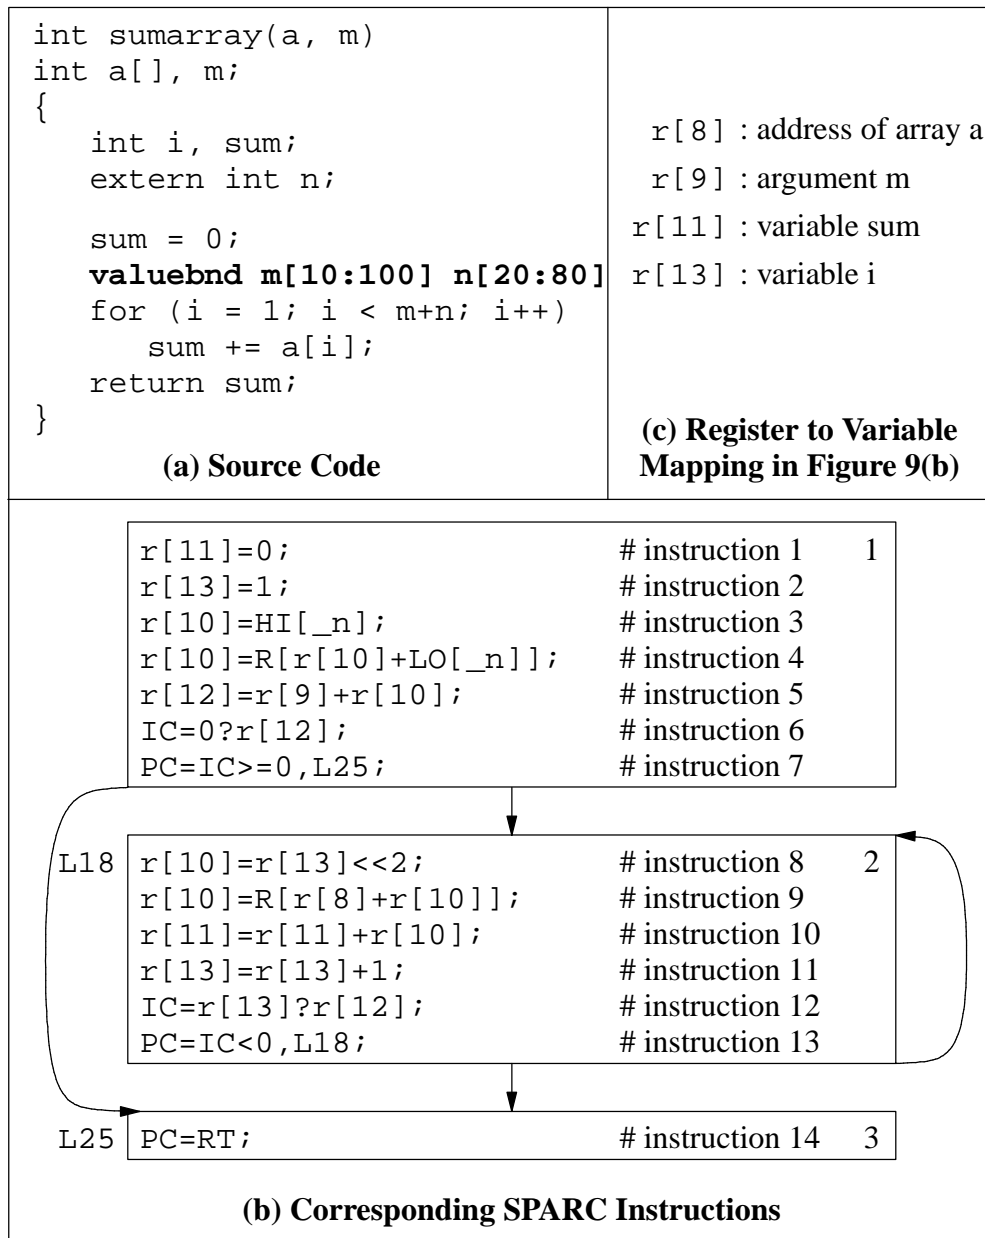 int sumarray(a, m)
int a[], m;
{
int i, sum;
extern int n;
sum = 0;
valuebnd m[10:100] n[20:80]
for (i = 1; i < m+n; i++)
sum += a[i];
return sum;
}
(a) Source Code
r[8] : address of array a
r[9] : argument m
r[11] : variable sum
r[13] : variable i
(c) Register to Variable
Mapping in Figure 9(b)
r[11]=0; # instruction 1 1
r[13]=1; # instruction 2
r[10]=HI[_n]; # instruction 3
r[10]=R[r[10]+LO[_n]]; # instruction 4
r[12]=r[9]+r[10]; # instruction 5
IC=0?r[12]; # instruction 6
PC=IC>=0,L25; # instruction 7
L18 r[10]=r[13]<<2; # instruction 8 2
r[10]=R[r[8]+r[10]]; # instruction 9
r[11]=r[11]+r[10]; # instruction 10
r[13]=r[13]+1; # instruction 11
IC=r[13]?r[12]; # instruction 12
PC=IC<0,L18; # instruction 13
L25 PC=RT; # instruction 14 3
(b) Corresponding SPARC Instructions